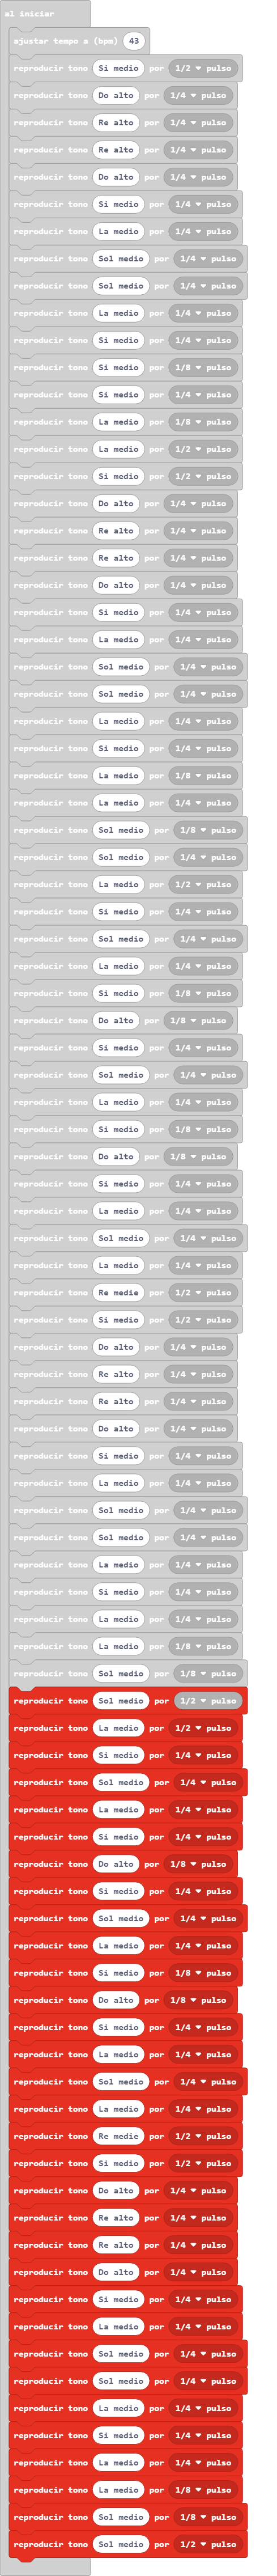 al iniciar
ajustar tempo a (bpm) 43
reproducir tono Si medio por 1/2 pulso
reproducir tono Do alto por 1/4 pulso
reproducir tono Re alto por 1/4 pulso
reproducir tono Re alto por 1/4 pulso
reproducir tono Do alto por 1/4 pulso
reproducir tono Si medio por 1/4 pulso
reproducir tono La medio por 1/4 pulso
reproducir tono Sol medio por 1/4 pulso
reproducir tono Sol medio por 1/4 pulso
reproducir tono La medio por 1/4 pulso
reproducir tono Si medio por 1/4 pulso
reproducir tono Si medio por 1/8 pulso
reproducir tono Si medio por 1/4 pulso
reproducir tono La medio por 1/8 pulso
reproducir tono La medio por 1/2 pulso
reproducir tono Si medio por 1/2 pulso
reproducir tono Do alto por 1/4 pulso
reproducir tono Re alto por 1/4 pulso
reproducir tono Re alto por 1/4 pulso
reproducir tono Do alto por 1/4 pulso
reproducir tono Si medio por 1/4 pulso
reproducir tono La medio por 1/4 pulso
reproducir tono Sol medio por 1/4 pulso
reproducir tono Sol medio por 1/4 pulso
reproducir tono La medio por 1/4 pulso
reproducir tono Si medio por 1/4 pulso
reproducir tono La medio por 1/8 pulso
reproducir tono La medio por 1/4 pulso
reproducir tono Sol medio por 1/8 pulso
reproducir tono Sol medio por 1/4 pulso
reproducir tono La medio por 1/2 pulso
reproducir tono Si medio por 1/4 pulso
reproducir tono Sol medio por 1/4 pulso
reproducir tono La medio por 1/4 pulso
reproducir tono Si medio por 1/8 pulso
reproducir tono Do alto por 1/8 pulso
reproducir tono Si medio por 1/4 pulso
reproducir tono Sol medio por 1/4 pulso
reproducir tono La medio por 1/4 pulso
reproducir tono Si medio por 1/8 pulso
reproducir tono Do alto por 1/8 pulso
reproducir tono Si medio por 1/4 pulso
reproducir tono La medio por 1/4 pulso
reproducir tono Sol medio por 1/4 pulso
reproducir tono La medio por 1/4 pulso
reproducir tono Re medie por 1/2 pulso
reproducir tono Si medio por 1/2 pulso
reproducir tono Do alto por 1/4 pulso
reproducir tono Re alto por 1/4 pulso
reproducir tono Re alto por 1/4 pulso
reproducir tono Do alto por 1/4 pulso
reproducir tono Si medio por 1/4 pulso
reproducir tono La medio por 1/4 pulso
reproducir tono Sol medio por 1/4 pulso
reproducir tono Sol medio por 1/4 pulso
reproducir tono La medio por 1/4 pulso
reproducir tono Si medio por 1/4 pulso
reproducir tono La medio por 1/4 pulso
reproducir tono La medio por 1/8 pulso
reproducir tono Sol medio por 1/8 pulso
reproducir tono Sol medio por 1/2 pulso
reproducir tono La medio por 1/2 pulso
reproducir tono Si medio por 1/4 pulso
reproducir tono Sol medio por 1/4 pulso
reproducir tono La medio por 1/4 pulso
reproducir tono Si medio por 1/4 pulso
reproducir tono Do alto por 1/8 pulso
reproducir tono Si medio por 1/4 pulso
reproducir tono Sol medio por 1/4 pulso
reproducir tono La medio por 1/4 pulso
reproducir tono Si medio por 1/8 pulso
reproducir tono Do alto por 1/8 pulso
reproducir tono Si medio por 1/4 pulso
reproducir tono La medio por 1/4 pulso
reproducir tono Sol medio por 1/4 pulso
reproducir tono La medio por 1/4 pulso
reproducir tono Re medie por 1/2 pulso
reproducir tono Si medio por 1/2 pulso
reproducir tono Do alto por 1/4 pulso
reproducir tono Re alto por 1/4 pulso
reproducir tono Re alto por 1/4 pulso
reproducir tono Do alto por 1/4 pulso
reproducir tono Si medio por 1/4 pulso
reproducir tono La medio por 1/4 pulso
reproducir tono Sol medio por 1/4 pulso
reproducir tono Sol medio por 1/4 pulso
reproducir tono La medio por 1/4 pulso
reproducir tono Si medio por 1/4 pulso
reproducir tono La medio por 1/4 pulso
reproducir tono La medio por 1/8 pulso
reproducir tono Sol medio por 1/8 pulso
reproducir tono Sol medio por 1/2 pulso